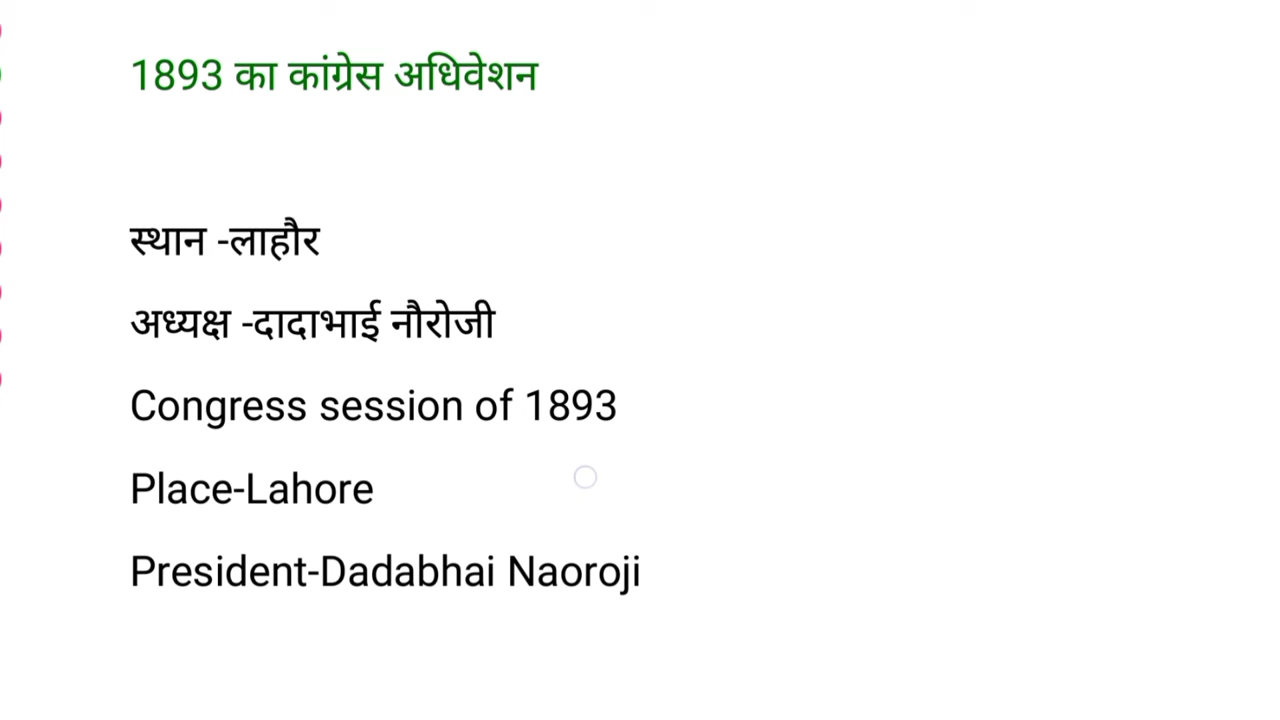 1893 का कांग्रेस अधिवेशन
स्थान -लाहौर
अध्यक्ष -दादाभाई नौरोजी
Congress session of 1893
Place-Lahore
President-Dadabhai Naoroji